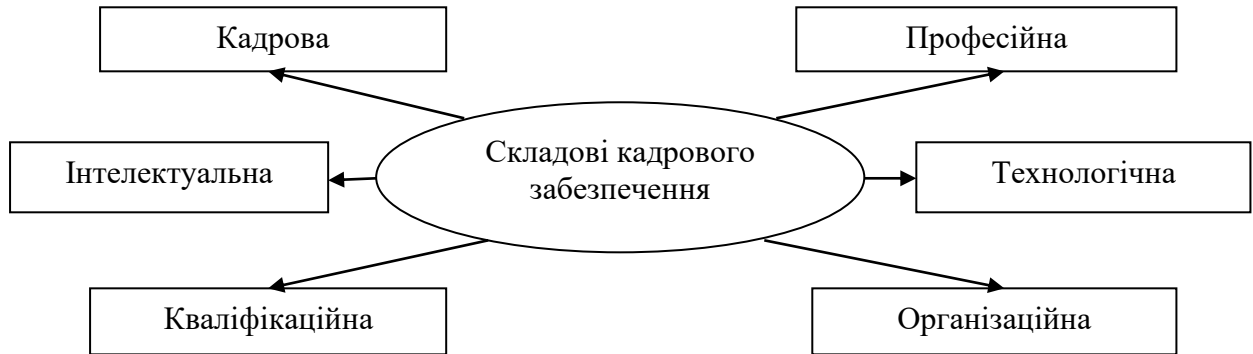 Кадрова
Професійна
Складові кадрового
забезпечення
Інтелектуальна
Технологічна
Кваліфікаційна
Організаційна